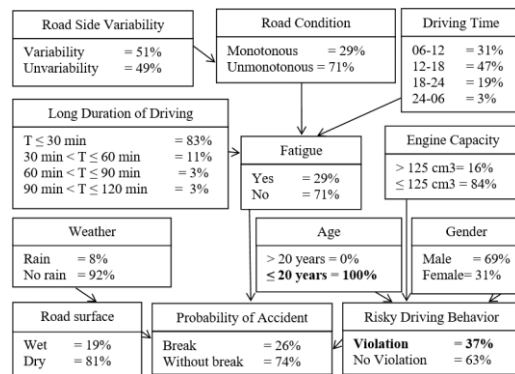 Road Side Variability
Variability = 51%
Unvariability = 49%
Road Condition
Monotonous = 29%
Unmonotonous = 71%
Driving Time
06-12 = 31%
12-18 = 47%
18-24 = 19%
24-06 = 3%
Long Duration of Driving
T ≤ 30 min = 83%
30 min < T ≤ 60 min = 11%
60 min < T ≤ 90 min = 3%
90 min < T ≤ 120 min = 3%
Fatigue
Yes = 29%
No = 71%
Engine Capacity
> 125 cm3= 16%
≤ 125 cm3 = 84%
Weather
Rain = 8%
No rain = 92%
Age
> 20 years = 0%
≤ 20 years = 100%
Gender
Male = 69%
Female= 31%
Road surface
Wet = 19%
Dry = 81%
Probability of Accident
Break = 26%
Without break = 74%
Risky Driving Behavior
Violation = 37%
No Violation = 63%